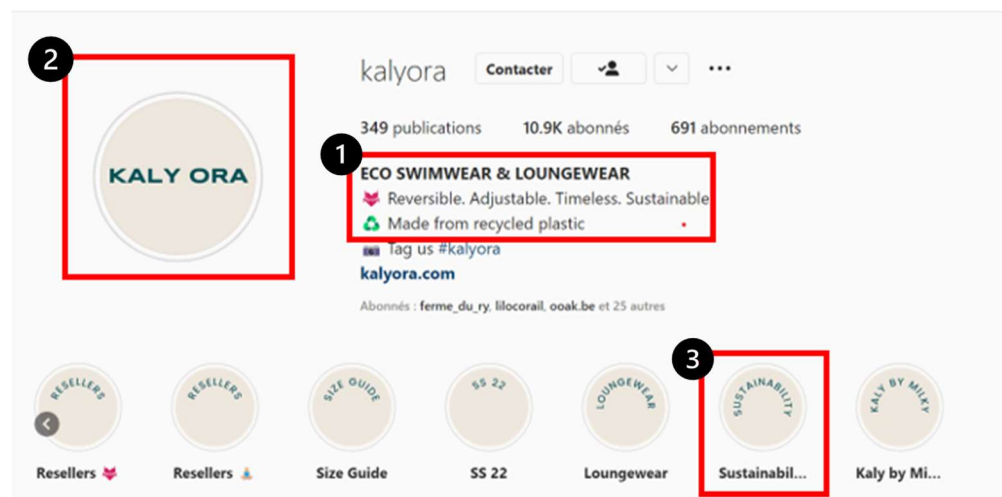 2
kalyora Contacter
349 publications 10.9K abonnés 691 abonnements
1
ECO SWIMWEAR & LOUNGEWEAR
Reversible. Adjustable. Timeless. Sustainable
Made from recycled plastic
Tag us #kalyora
kalyora.com
Abonnés : ferme_du_ry, lilocorail, ooak.be et 25 autres
KALY ORA
3
RESELLERS RESELLERS SIZE GUIDE SS 22 LOUNGEWEAR SUSTAINABILITY KALY BY MILKY
Resellers Resellers Size Guide SS 22 Loungewear Sustainabil... Kaly by Mi...